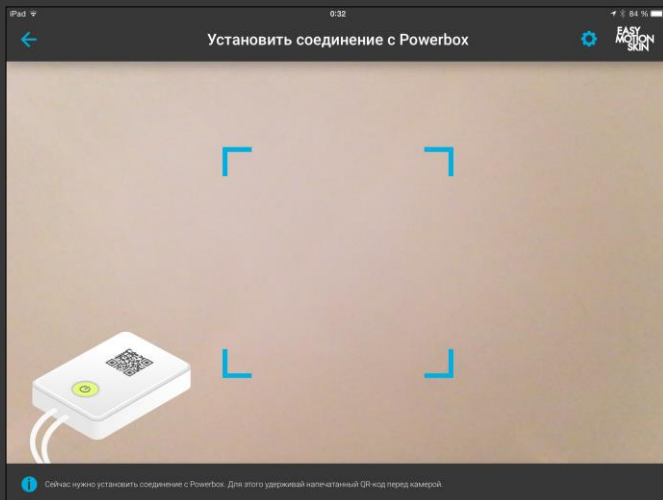 iPad
0:32
84 %
Установить соединение с Powerbox
EASY
MOTION
SKIN
Сейчас нужно установить соединение с Powerbox. Для этого удерживай напечатанный QR-код перед камерой.